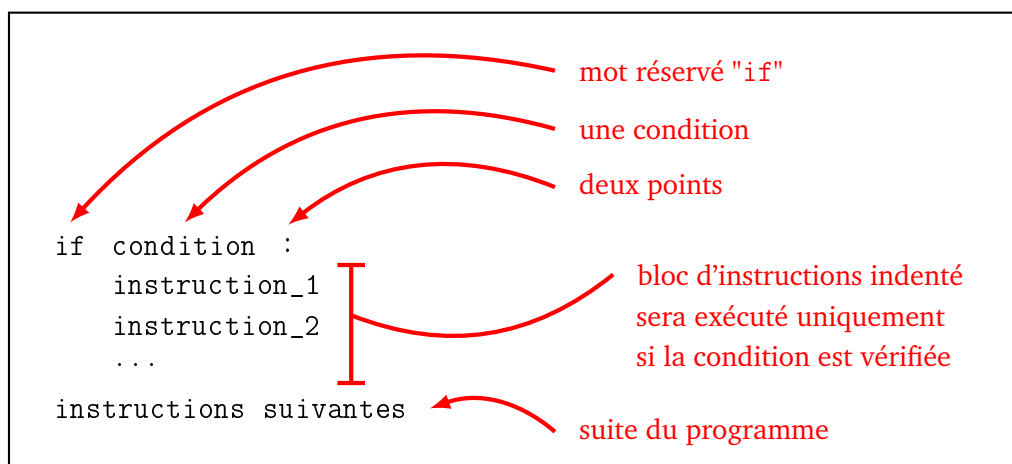 mot réservé "if"
une condition
deux points
if condition :
instruction_1
instruction_2
...
bloc d'instructions indenté
sera exécuté uniquement
si la condition est vérifiée
instructions suivantes
suite du programme